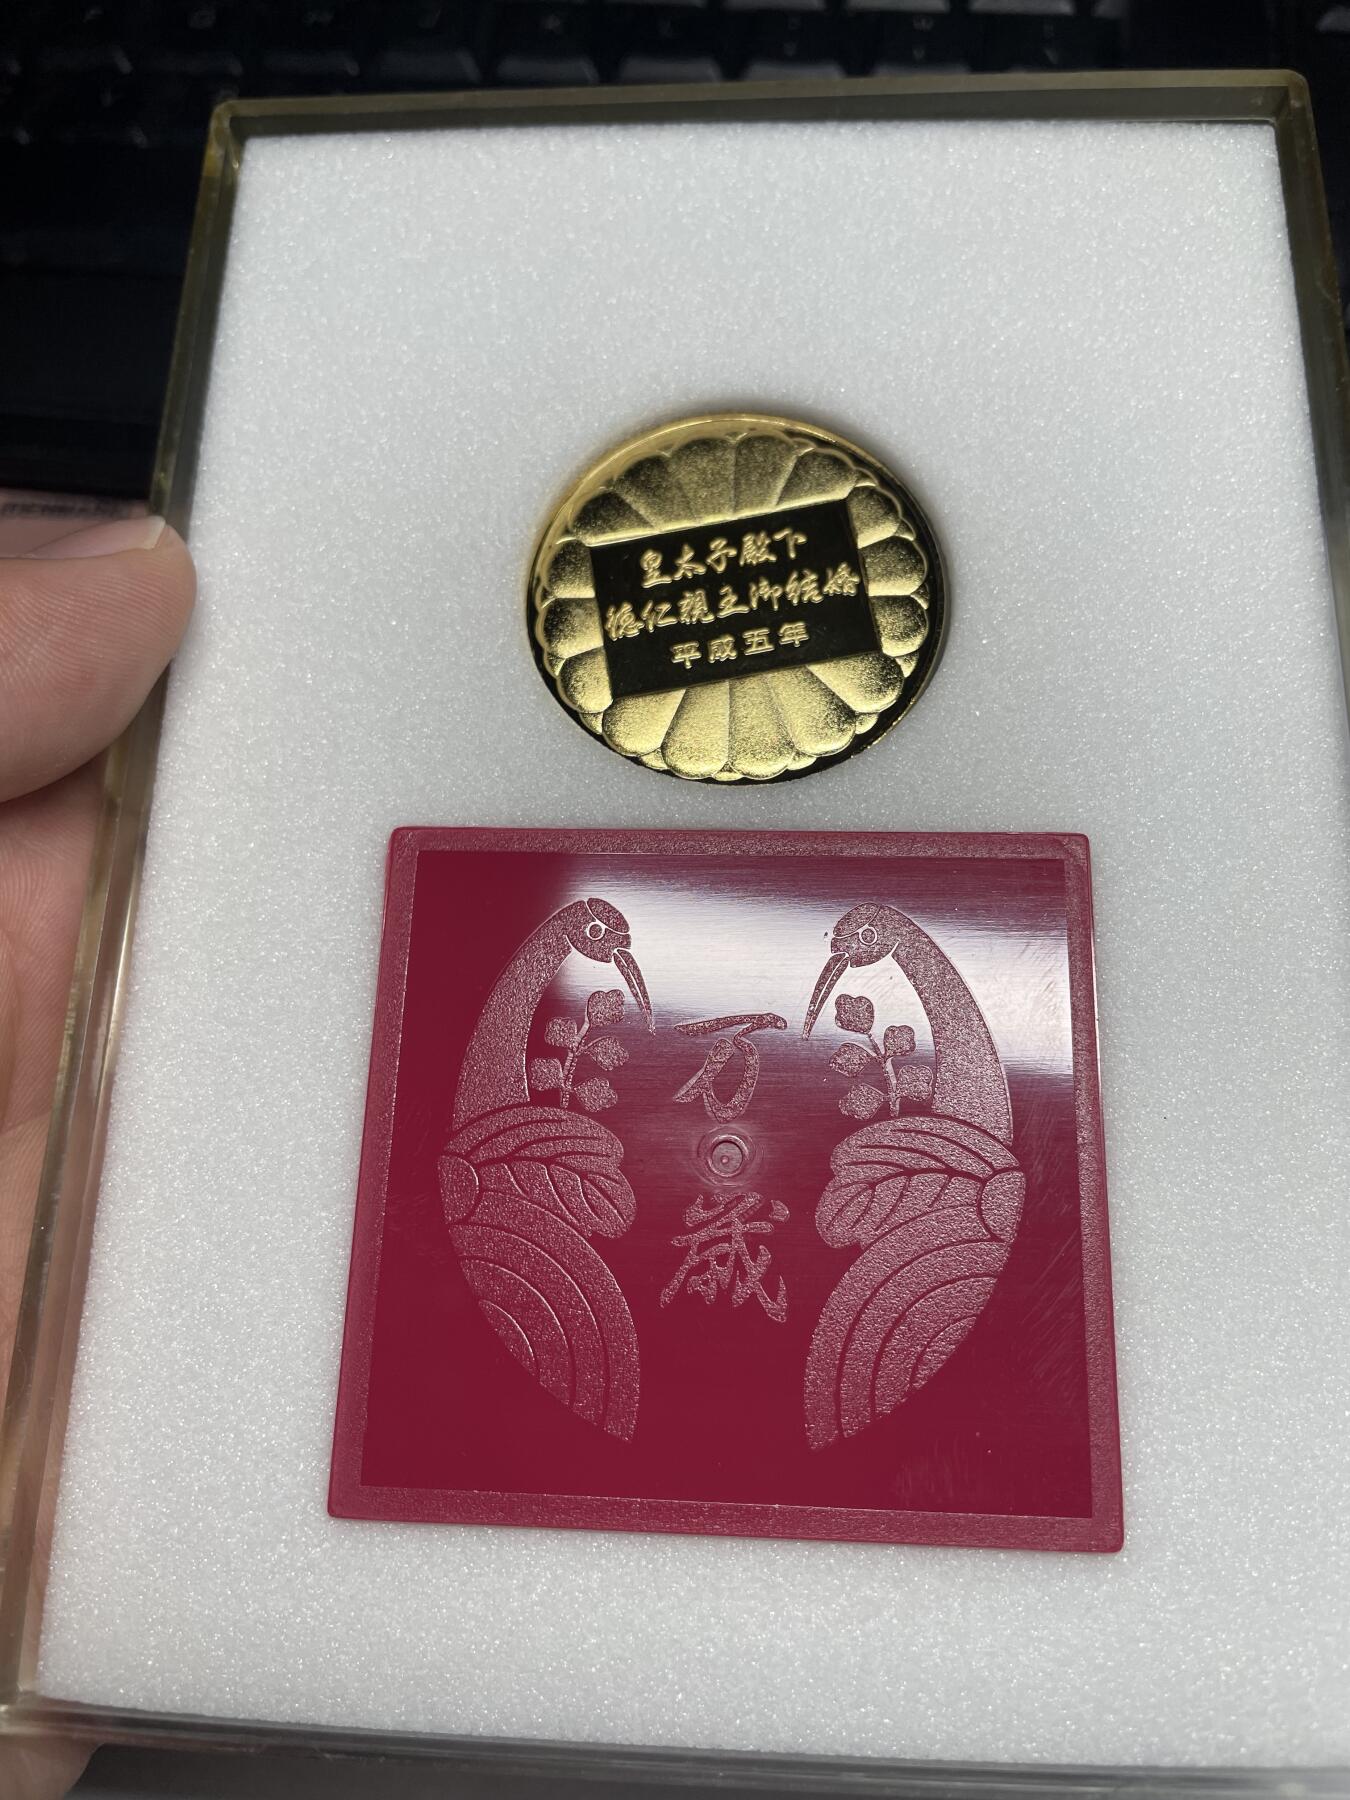 皇太子殿下
徳仁親王御結婚
平成五年
万
歳